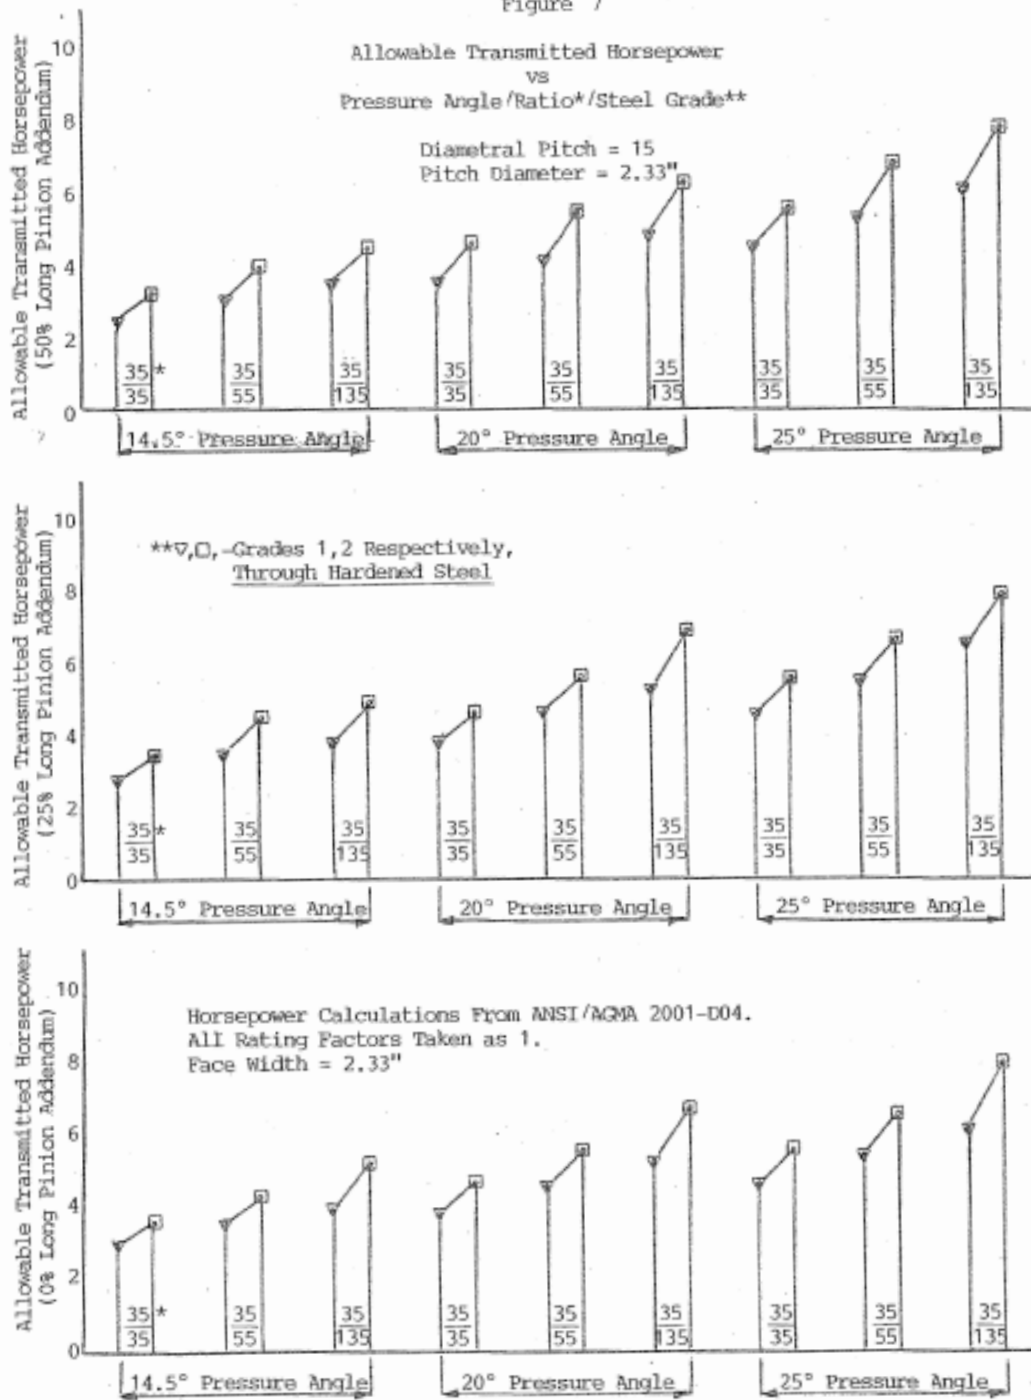 Figure 7
Allowable Transmitted Horsepower
vs
Pressure Angle/Ratio*/Steel Grade**
Diametral Pitch = 15
Pitch Diameter = 2.33"
Allowable Transmitted Horsepower
(50% Long Pinion Addendum)
10
8
6
4
2
0
35 * 35 35 35 35 35 35 35 35
35 55 135 35 55 135 35 55 135
14.5° Pressure Angle 20° Pressure Angle 25° Pressure Angle
Allowable Transmitted Horsepower
(25% Long Pinion Addendum)
10
8
6
4
2
0
**▽,□,-Grades 1,2 Respectively,
Through Hardened Steel
35 * 35 35 35 35 35 35 35 35
35 55 135 35 55 135 35 55 135
14.5° Pressure Angle 20° Pressure Angle 25° Pressure Angle
Allowable Transmitted Horsepower
(0% Long Pinion Addendum)
10
8
6
4
2
0
Horsepower Calculations From ANSI/AGMA 2001-D04.
All Rating Factors Taken as 1.
Face Width = 2.33"
35 * 35 35 35 35 35 35 35 35
35 55 135 35 55 135 35 55 135
14.5° Pressure Angle 20° Pressure Angle 25° Pressure Angle